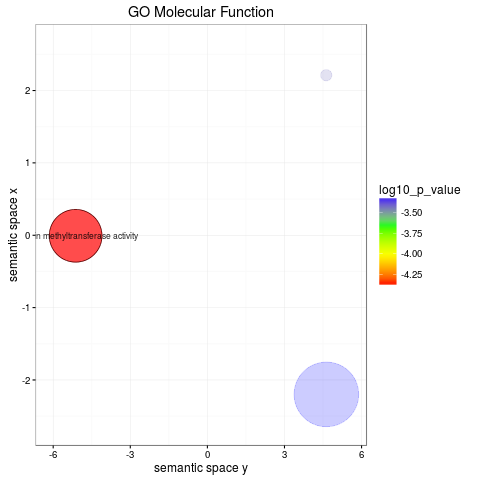 GO Molecular Function
semantic space x
2
1
0
-1
-2
n methyltransferase activity
-6
-3
0
3
6
semantic space y
log10_p_value
-3.50
-3.75
-4.00
-4.25